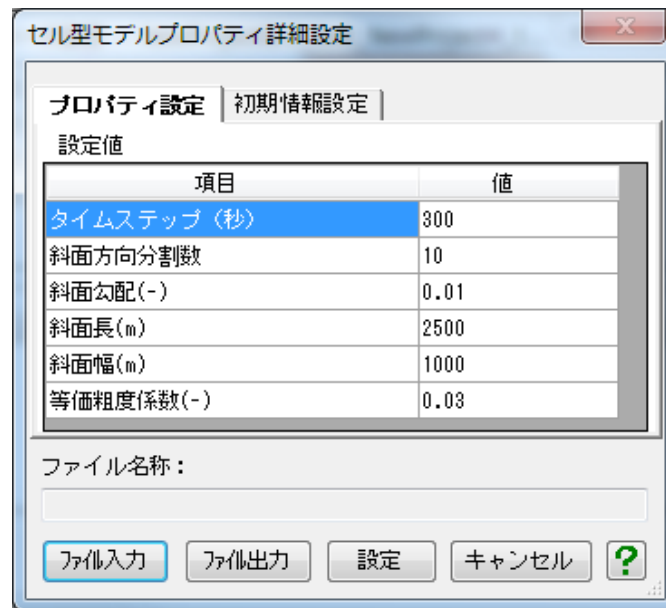 セル型モデルプロパティ詳細設定
プロパティ設定 初期情報設定
設定値
項目 値
タイムステップ（秒） 300
斜面方向分割数 10
斜面勾配(-) 0.01
斜面長(m) 2500
斜面幅(m) 1000
等価粗度係数(-) 0.03
ファイル名称：
ﾌｧｲﾙ入力 ﾌｧｲﾙ出力 設定 キャンセル ?